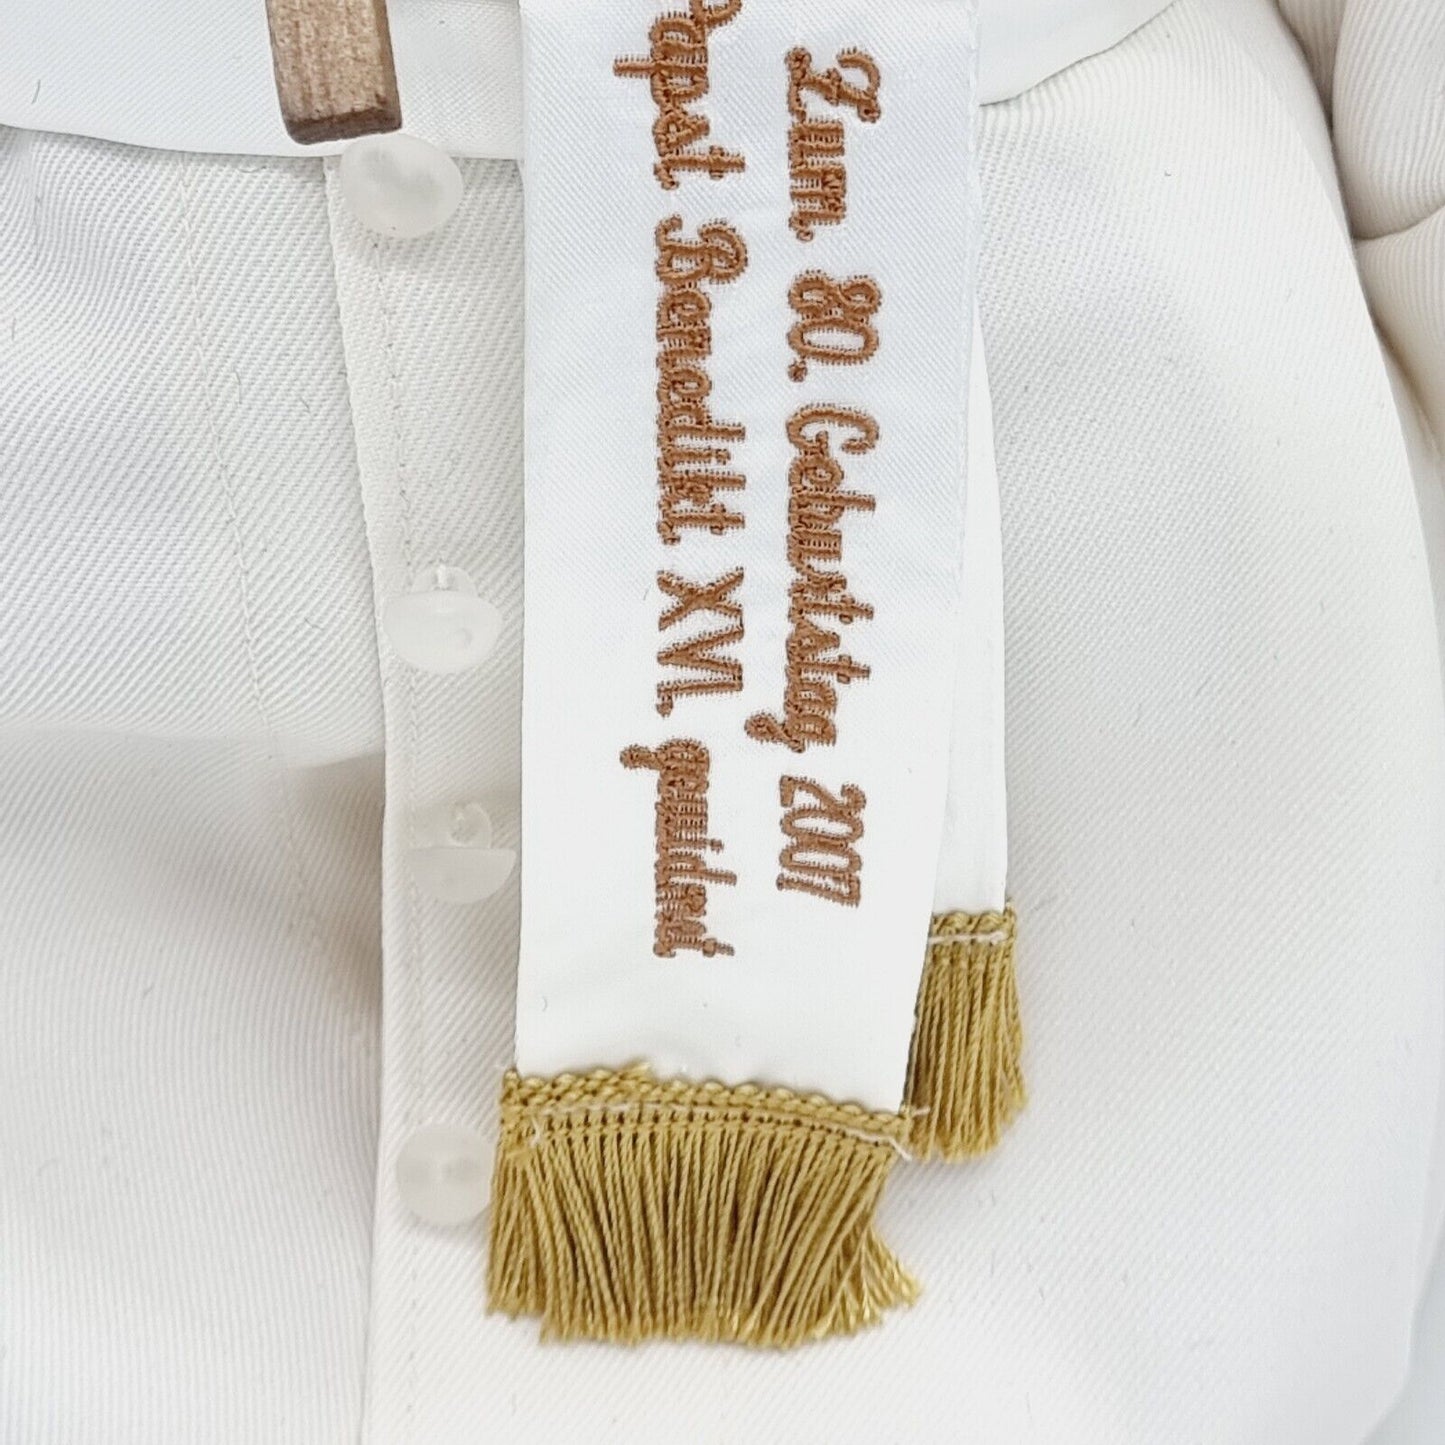 Zum 80. Geburtstag 2007
Papst Benedikt XVI. gewidmet